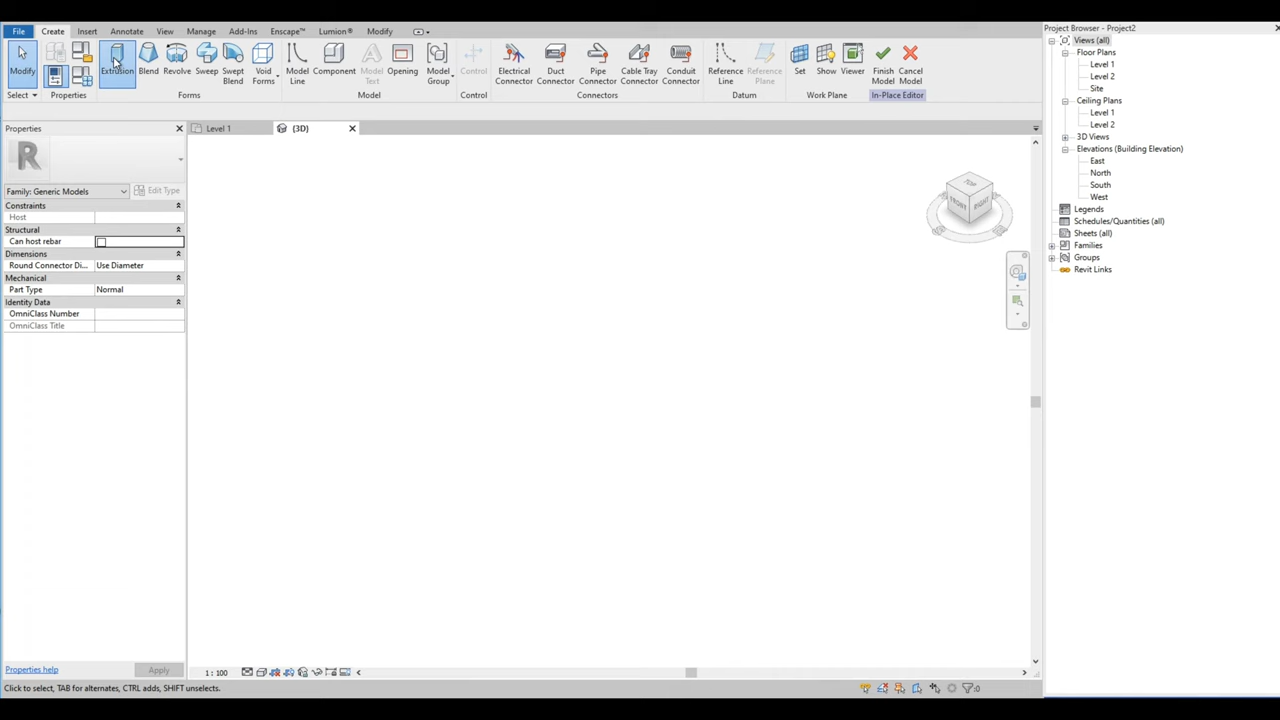 File Create Insert Annotate View Manage Add-Ins Enscape™ Lumion® Modify
Modify Extrusion Blend Revolve Sweep Swept Blend Void Forms Model Line Component Model Text Opening Model Group Control Electrical Connector Duct Connector Pipe Connector Cable Tray Connector Conduit Connector Reference Line Reference Plane Set Show Viewer Finish Model Cancel Model
Select Properties Forms Model Control Connectors Datum Work Plane In-Place Editor
Properties
Level 1 (3D)
R
Family: Generic Models Edit Type
Constraints
Host
Structural
Can host rebar
Dimensions
Round Connector Di... Use Diameter
Mechanical
Part Type Normal
Identity Data
OmniClass Number
OmniClass Title
Properties help Apply
TOP
FRONT RIGHT
1 : 100
Click to select, TAB for alternates, CTRL adds, SHIFT unselects.
:0
Project Browser - Project2
Views (all)
Floor Plans
Level 1
Level 2
Site
Ceiling Plans
Level 1
Level 2
3D Views
Elevations (Building Elevation)
East
North
South
West
Legends
Schedules/Quantities (all)
Sheets (all)
Families
Groups
Revit Links